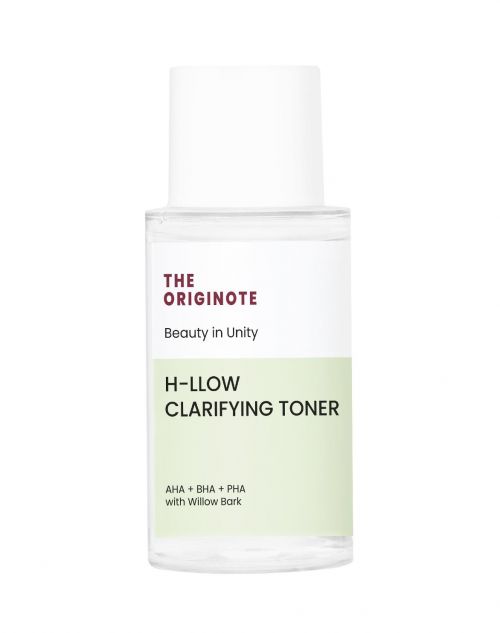 THE
ORIGINOTE
Beauty in Unity
H-LLOW
CLARIFYING TONER
AHA + BHA + PHA
with Willow Bark